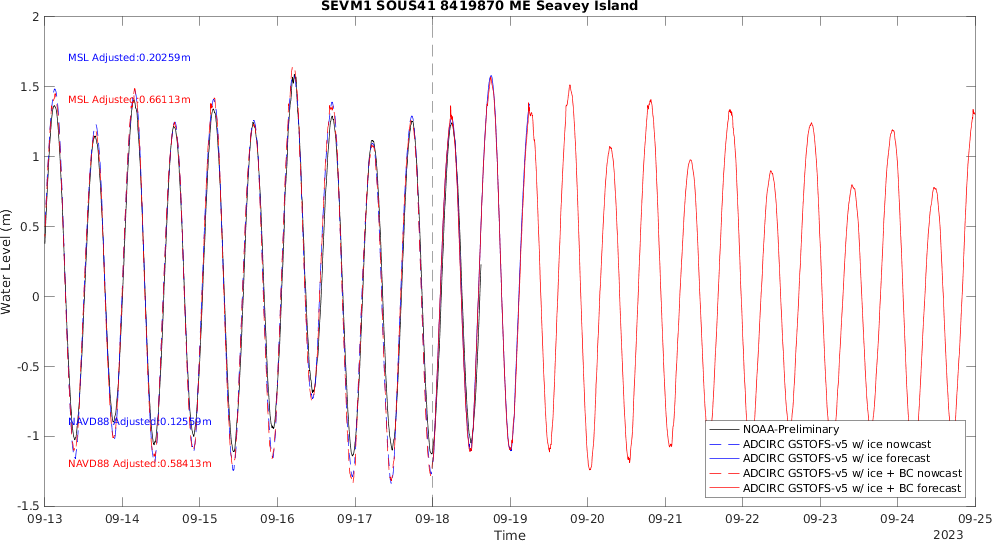 SEVM1 SOUS41 8419870 ME Seavey Island
2
MSL Adjusted:0.20259m
1.5
MSL Adjusted:0.66113m
1
0.5
Water Level (m)
0
-0.5
NAVD88 Adjusted:0.12559m
-1
NAVD88 Adjusted:0.58413m
-1.5
NOAA-Preliminary
ADCIRC GSTOFS-v5 w/ ice nowcast
ADCIRC GSTOFS-v5 w/ ice forecast
ADCIRC GSTOFS-v5 w/ ice + BC nowcast
ADCIRC GSTOFS-v5 w/ ice + BC forecast
09-13 09-14 09-15 09-16 09-17 09-18 09-19 09-20 09-21 09-22 09-23 09-24 09-25
Time
2023